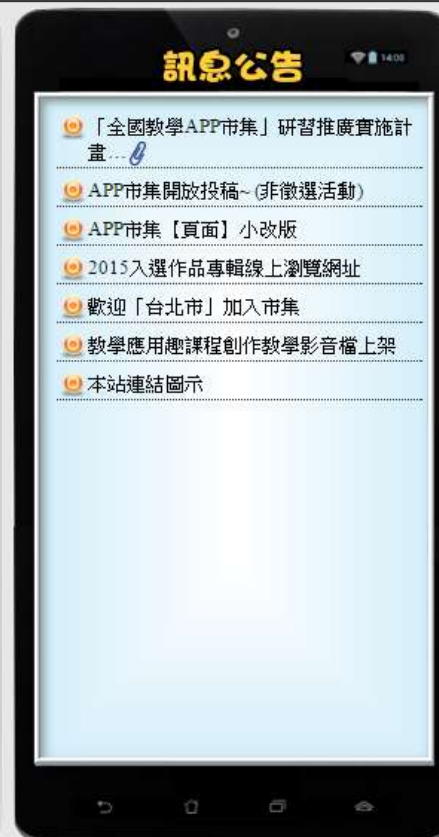 訊息公告
14:00
「全國教學APP市集」研習推廣實施計
畫...
APP市集開放投稿~(非徵選活動)
APP市集【頁面】小改版
2015入選作品專輯線上瀏覽網址
歡迎「台北市」加入市集
教學應用趣課程創作教學影音檔上架
本站連結圖示